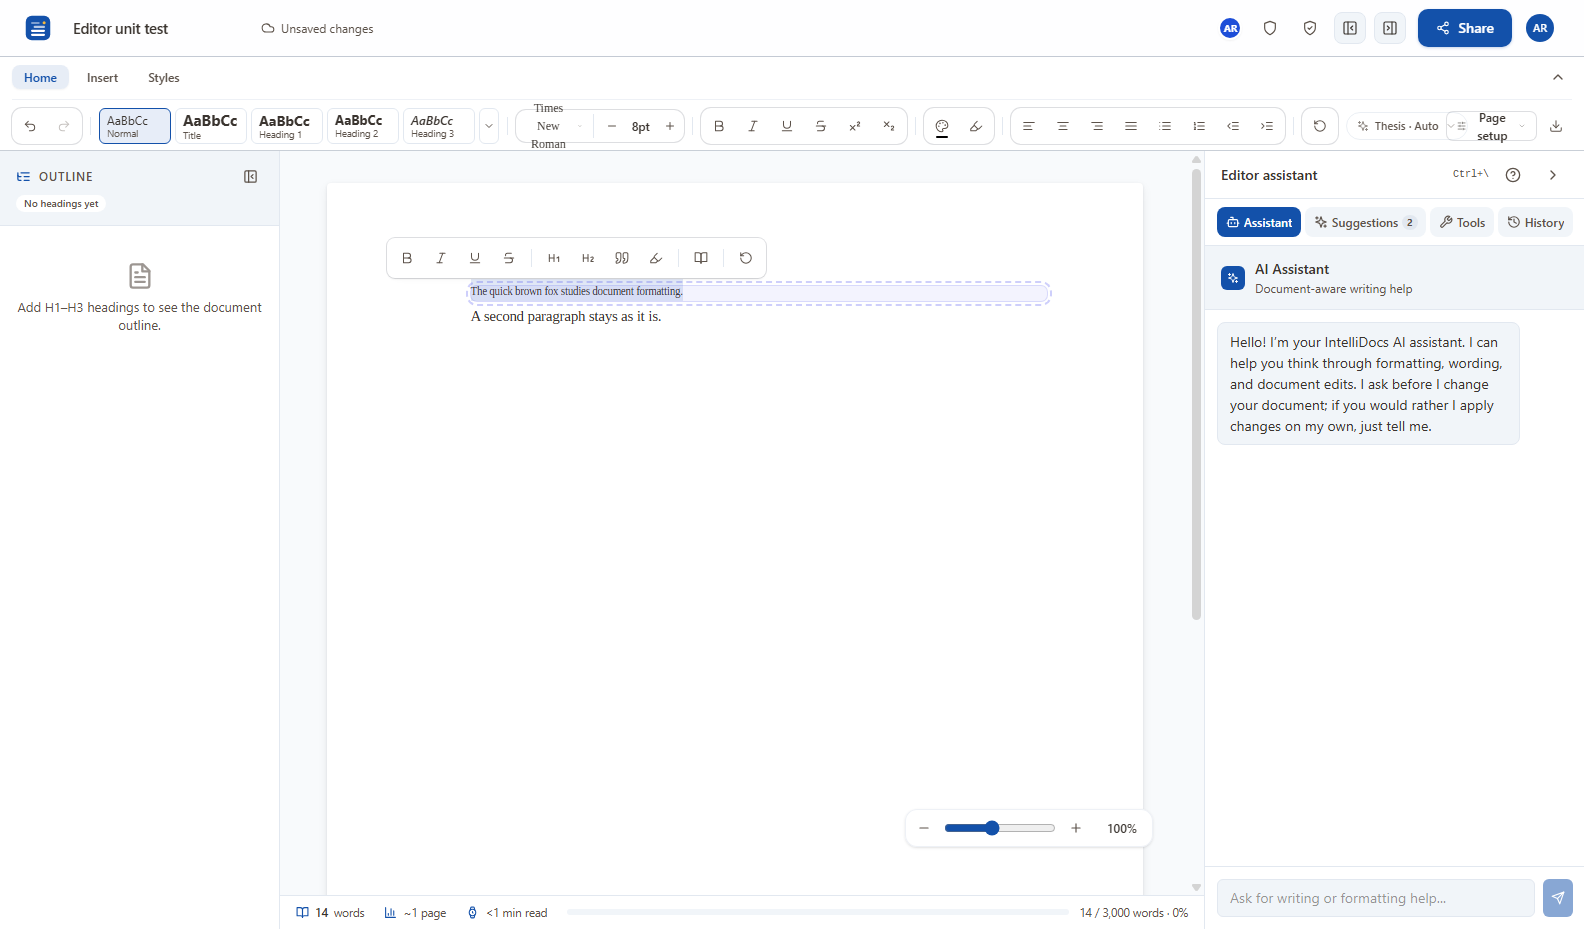 Editor unit test
Unsaved changes
AR
Share
AR
Home
Insert
Styles
AaBbCc
Normal
AaBbCc
Title
AaBbCc
Heading 1
AaBbCc
Heading 2
AaBbCc
Heading 3
Times
New
Roman
8pt
B
I
U
S
x²
x₂
Thesis · Auto
Page
setup
OUTLINE
No headings yet
Add H1–H3 headings to see the document
outline.
B
I
U
S
H1
H2
The quick brown fox studies document formatting.
A second paragraph stays as it is.
100%
14 words
~1 page
<1 min read
14 / 3,000 words · 0%
Editor assistant
Ctrl+\
Assistant
Suggestions 2
Tools
History
AI Assistant
Document-aware writing help
Hello! I'm your IntelliDocs AI assistant. I can
help you think through formatting, wording,
and document edits. I ask before I change
your document; if you would rather I apply
changes on my own, just tell me.
Ask for writing or formatting help...